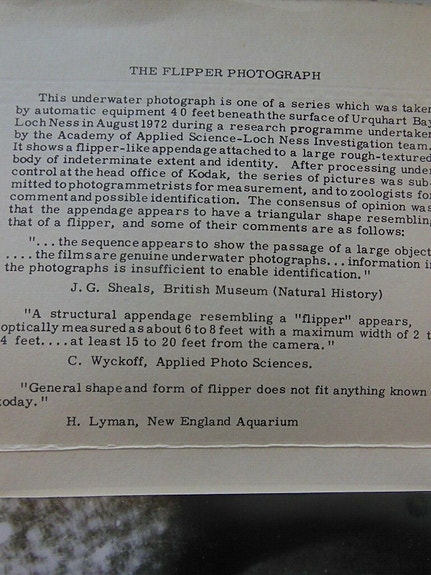 THE FLIPPER PHOTOGRAPH
This underwater photograph is one of a series which was taken
by automatic equipment 40 feet beneath the surface of Urquhart Bay
Loch Ness in August 1972 during a research programme undertaken
by the Academy of Applied Science-Loch Ness Investigation team.
It shows a flipper-like appendage attached to a large rough-textured
body of indeterminate extent and identity. After processing under
control at the head office of Kodak, the series of pictures was sub-
mitted to photogrammetrists for measurement, and to zoologists for
comment and possible identification. The consensus of opinion was
that the appendage appears to have a triangular shape resemblin
that of a flipper, and some of their comments are as follows:
"... the sequence appears to show the passage of a large object
.... the films are genuine underwater photographs... information i
the photographs is insufficient to enable identification."
J. G. Sheals, British Museum (Natural History)
"A structural appendage resembling a "flipper" appears,
optically measured as about 6 to 8 feet with a maximum width of 2 t
4 feet.... at least 15 to 20 feet from the camera."
C. Wyckoff, Applied Photo Sciences.
"General shape and form of flipper does not fit anything known
today."
H. Lyman, New England Aquarium